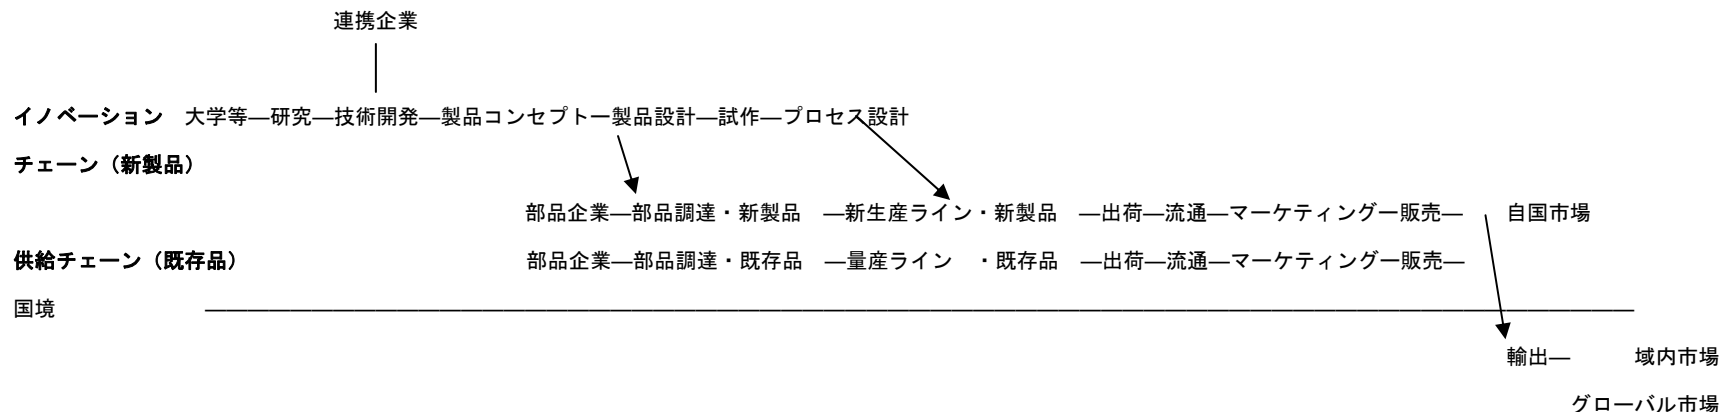 連携企業
イノベーション　大学等―研究―技術開発―製品コンセプトー製品設計―試作―プロセス設計
チェーン（新製品）
部品企業―部品調達・新製品　―新生産ライン・新製品　―出荷―流通―マーケティングー販売―　　自国市場
供給チェーン（既存品）　部品企業―部品調達・既存品　―量産ライン　・既存品　―出荷―流通―マーケティングー販売―
国境　――――――――――――――――――――――――――――――――――――――――――――――――――――――――――――――――――――
輸出―　　　域内市場
グローバル市場